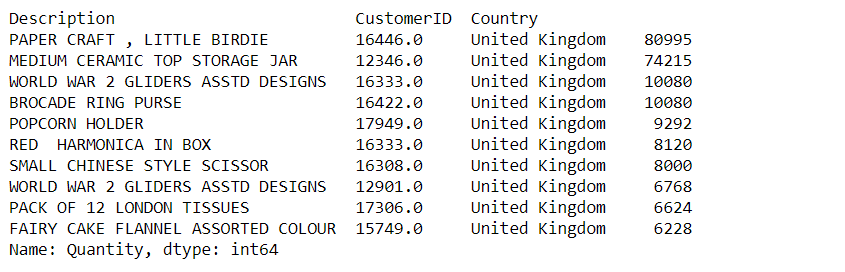 Description                         CustomerID  Country
PAPER CRAFT , LITTLE BIRDIE         16446.0     United Kingdom    80995
MEDIUM CERAMIC TOP STORAGE JAR      12346.0     United Kingdom    74215
WORLD WAR 2 GLIDERS ASSTD DESIGNS   16333.0     United Kingdom    10080
BROCADE RING PURSE                  16422.0     United Kingdom    10080
POPCORN HOLDER                      17949.0     United Kingdom     9292
RED  HARMONICA IN BOX               16333.0     United Kingdom     8120
SMALL CHINESE STYLE SCISSOR         16308.0     United Kingdom     8000
WORLD WAR 2 GLIDERS ASSTD DESIGNS   12901.0     United Kingdom     6768
PACK OF 12 LONDON TISSUES           17306.0     United Kingdom     6624
FAIRY CAKE FLANNEL ASSORTED COLOUR  15749.0     United Kingdom     6228
Name: Quantity, dtype: int64